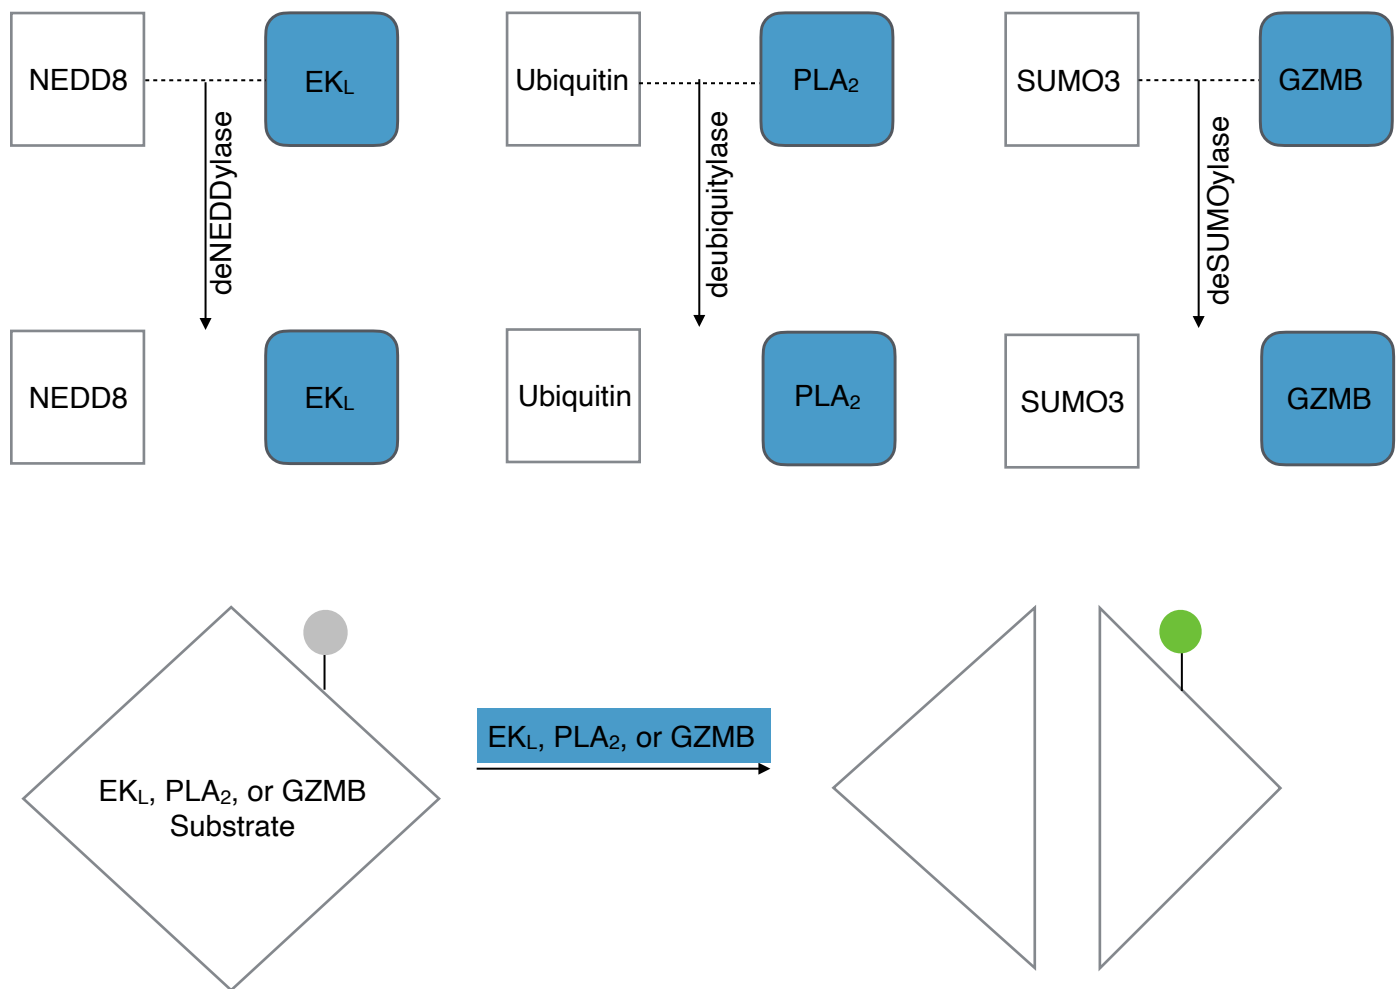 NEDD8
EKL
Ubiquitin
PLA2
SUMO3
GZMB
deNEDDylase
deubiquitylase
deSUMOylase
NEDD8
EKL
Ubiquitin
PLA2
SUMO3
GZMB
EKL, PLA2, or GZMB
EKL, PLA2, or GZMB
Substrate